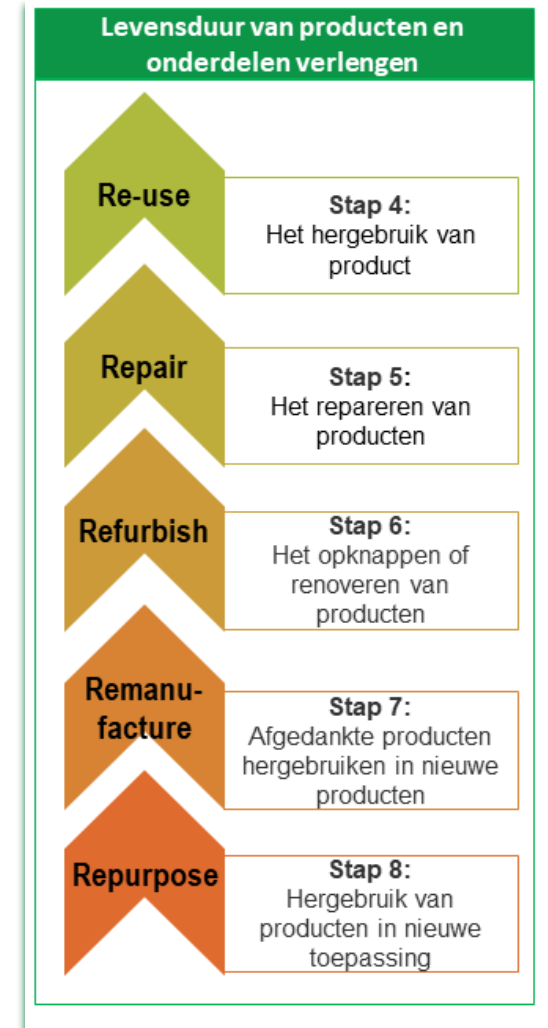 Levensduur van producten en
onderdelen verlengen
Re-use
Stap 4:
Het hergebruik van
product
Repair
Stap 5:
Het repareren van
producten
Refurbish
Stap 6:
Het opknappen of
renoveren van
producten
Remanu-
facture
Stap 7:
Afgedankte producten
hergebruiken in nieuwe
producten
Repurpose
Stap 8:
Hergebruik van
producten in nieuwe
toepassing